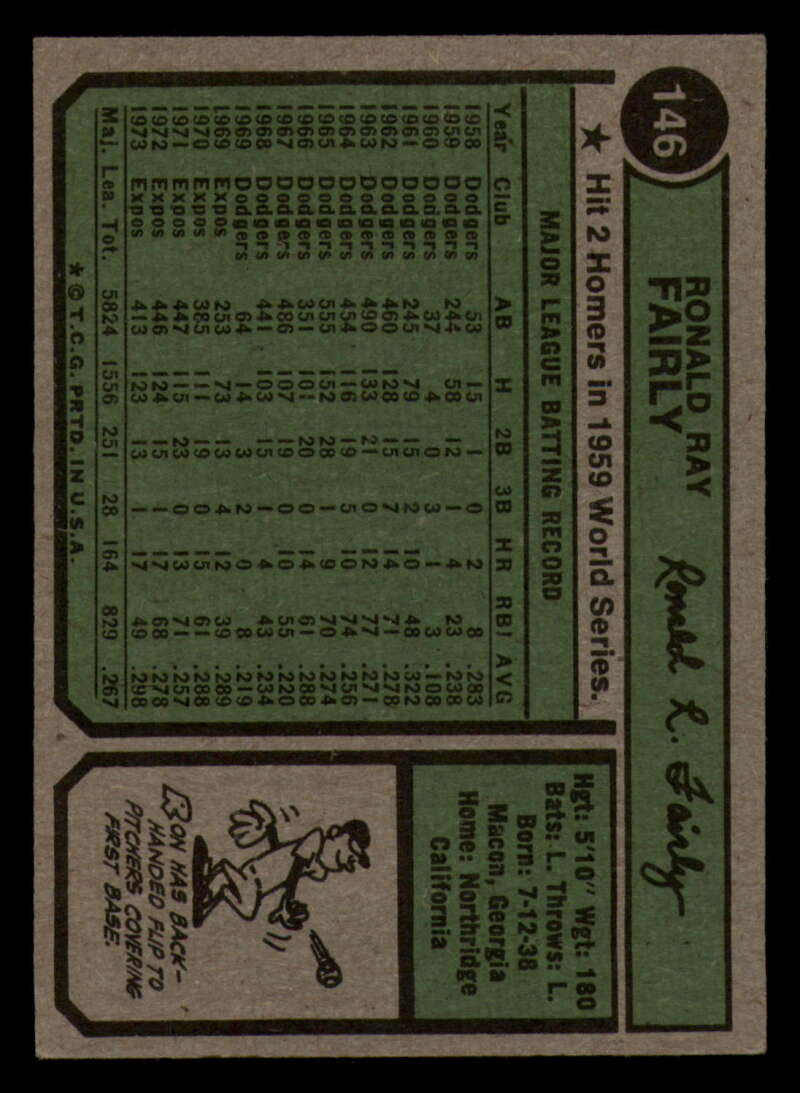 146
RONALD RAY
FAIRLY
Ronald R. Fairly
★ Hit 2 Homers in 1959 World Series.
MAJOR LEAGUE BATTING RECORD
Year Club AB H 2B 3B HR RBI AVG
1958 Dodgers 53 15 1 0 2 8 .283
1959 Dodgers 244 58 12 1 4 23 .238
1960 Dodgers 37 4 0 3 1 3 .108
1961 Dodgers 245 79 15 2 10 48 .322
1962 Dodgers 460 128 15 7 14 71 .278
1963 Dodgers 490 133 21 0 12 77 .271
1964 Dodgers 454 116 19 5 10 74 .256
1965 Dodgers 555 152 28 1 9 70 .274
1966 Dodgers 351 101 20 0 14 61 .288
1967 Dodgers 486 107 19 0 10 55 .220
1968 Dodgers 441 103 15 1 4 43 .234
1969 Dodgers 64 14 3 2 0 8 .219
1969 Expos 253 73 13 4 12 39 .289
1970 Expos 385 111 19 0 15 61 .288
1971 Expos 447 115 23 0 13 71 .257
1972 Expos 446 124 15 1 17 68 .278
1973 Expos 413 123 13 1 17 49 .298
Maj. Lea. Tot. 5824 1556 251 28 164 829 .267
★ © T.C.G. PRTD. IN U.S.A.
Hgt: 5'10" Wgt: 180
Bats: L. Throws: L.
Born: 7-12-38
Macon, Georgia
Home: Northridge
California
RON HAS BACK-
HANDED FLIP TO
PITCHERS COVERING
FIRST BASE.